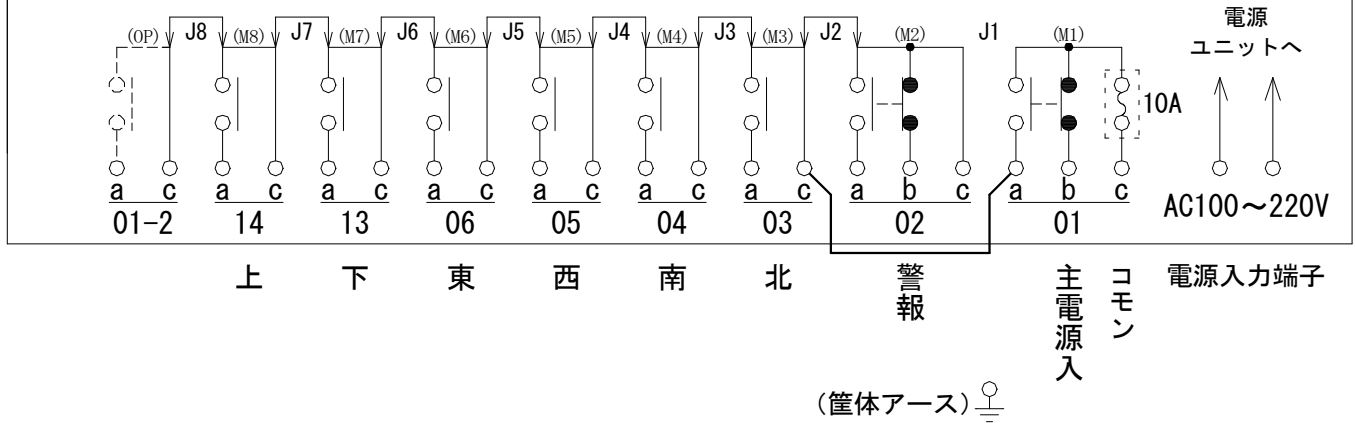 電源
ユニットへ
(OP) J8 (M8) J7 (M7) J6 (M6) J5 (M5) J4 (M4) J3 (M3) J2 (M2) J1 (M1)
10A
a c a c a c a c a c a c a c a b c a b c
01-2 14 13 06 05 04 03 02 01 AC100〜220V
上 下 東 西 南 北 警報 主電源入 コモン 電源入力端子
(筐体アース)